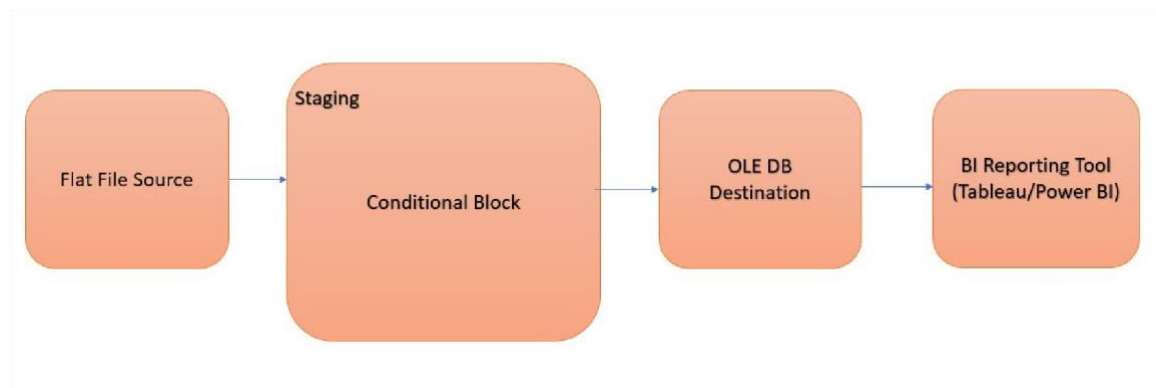 Flat File Source
Staging
Conditional Block
OLE DB
Destination
BI Reporting Tool
(Tableau/Power BI)